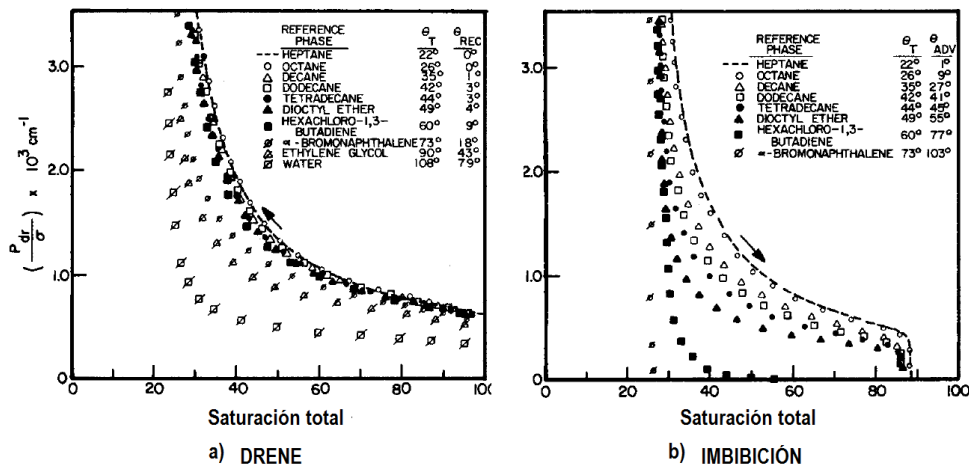 a)
REFERENCE PHASE θT θREC
HEPTANE 22° 0°
OCTANE 26° 0°
DECANE 35° 1°
DODECANE 42° 3°
TETRADECANE 44° 3°
DIOCTYL ETHER 49° 4°
HEXACHLORO-1,3-
BUTADIENE 60° 9°
α-BROMONAPHTHALENE 73° 18°
ETHYLENE GLYCOL 90° 43°
WATER 108° 79°
(Pdr/σ) x 10³ cm⁻¹
3.0
2.0
1.0
0
0 20 40 60 80 100
Saturación total
a) DRENE
b)
REFERENCE PHASE θT θADV
HEPTANE 22° 1°
OCTANE 26° 9°
DECANE 35° 27°
DODECANE 42° 41°
TETRADECANE 44° 45°
DIOCTYL ETHER 49° 55°
HEXACHLORO-1,3-
BUTADIENE 60° 77°
α-BROMONAPHTHALENE 73° 103°
3.0
2.0
1.0
0 20 40 60 80 100
Saturación total
b) IMBIBICIÓN